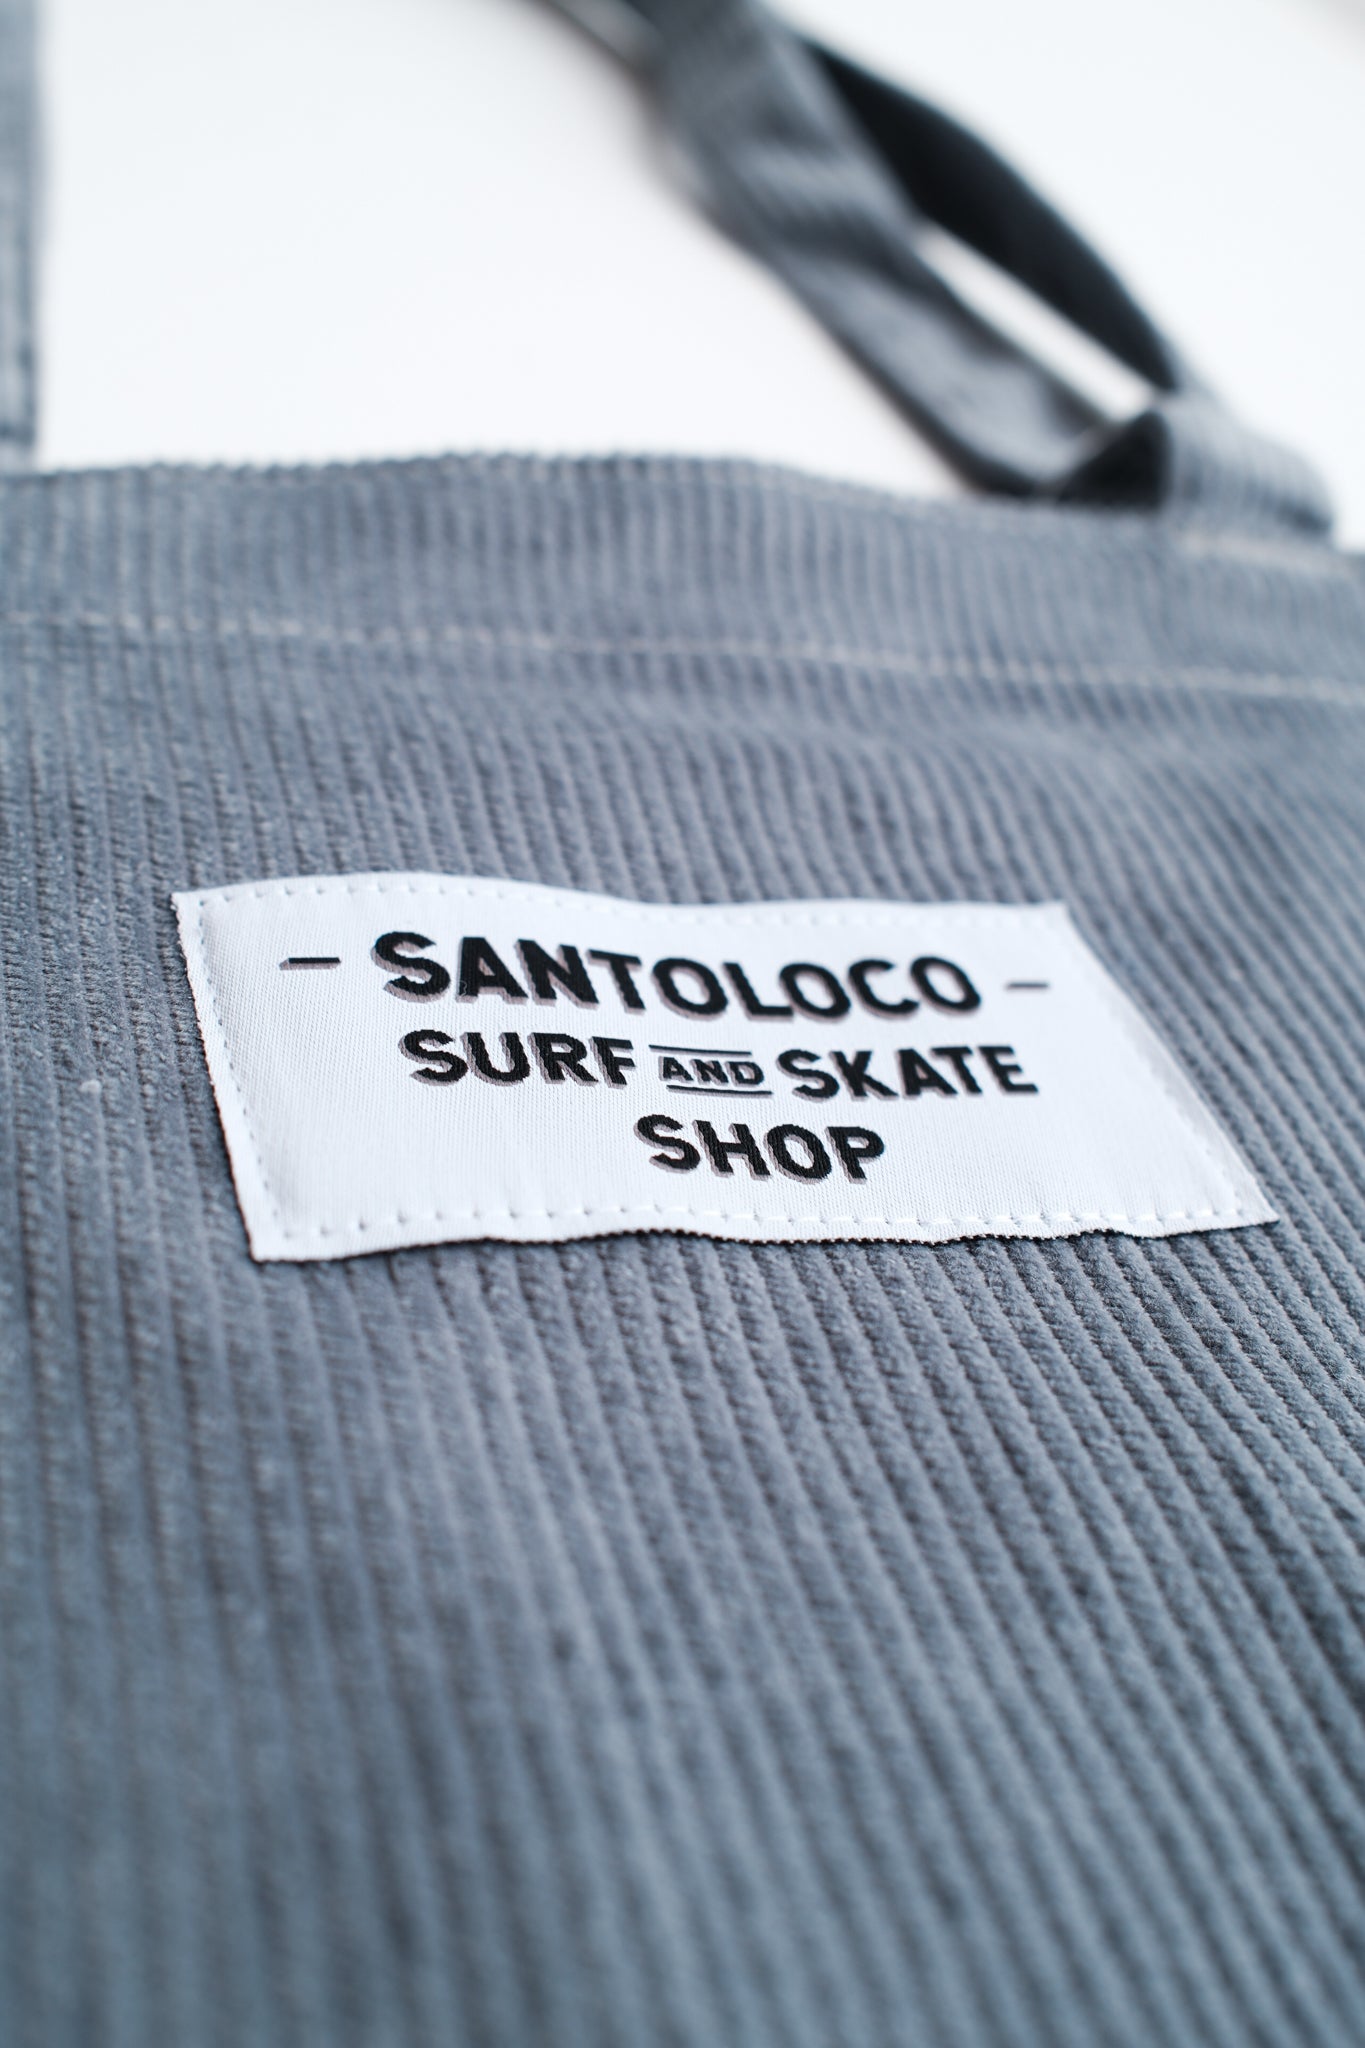 – SANTOLOCO –
SURF AND SKATE
SHOP